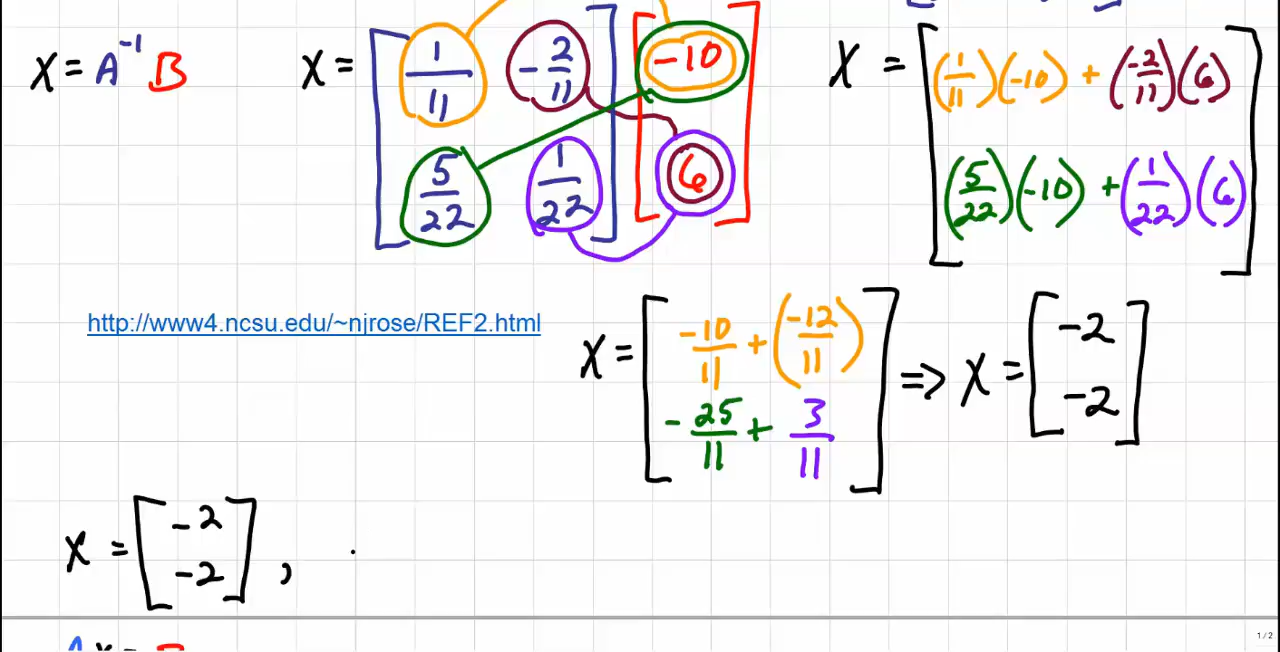 X = A⁻¹ B
X = [ 1/11 -2/11 ] [ -10 ]
[ 5/22 1/22 ] [ 6 ]
X = [ (1/11)(-10) + (-2/11)(6) ]
[ (5/22)(-10) + (1/22)(6) ]
http://www4.ncsu.edu/~njrose/REF2.html
X = [ -10/11 + (-12/11) ] => X = [ -2 ]
[ -25/11 + 3/11 ] [ -2 ]
X = [ -2 ] ,
[ -2 ]
1 / 2